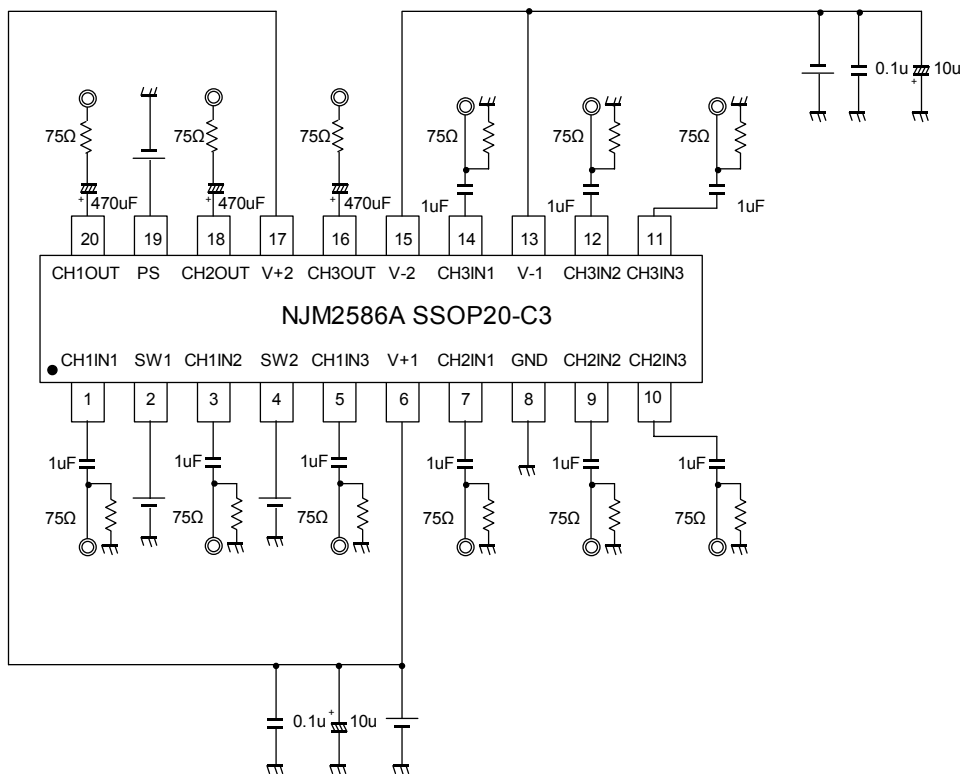 0.1u 10u
+
75Ω 75Ω 75Ω 75Ω 75Ω 75Ω
+ 470uF + 470uF + 470uF 1uF 1uF 1uF
20 19 18 17 16 15 14 13 12 11
CH1OUT PS CH2OUT V+2 CH3OUT V-2 CH3IN1 V-1 CH3IN2 CH3IN3
NJM2586A SSOP20-C3
CH1IN1 SW1 CH1IN2 SW2 CH1IN3 V+1 CH2IN1 GND CH2IN2 CH2IN3
1 2 3 4 5 6 7 8 9 10
1uF 1uF 1uF 1uF 1uF 1uF
75Ω 75Ω 75Ω 75Ω 75Ω 75Ω
0.1u + 10u